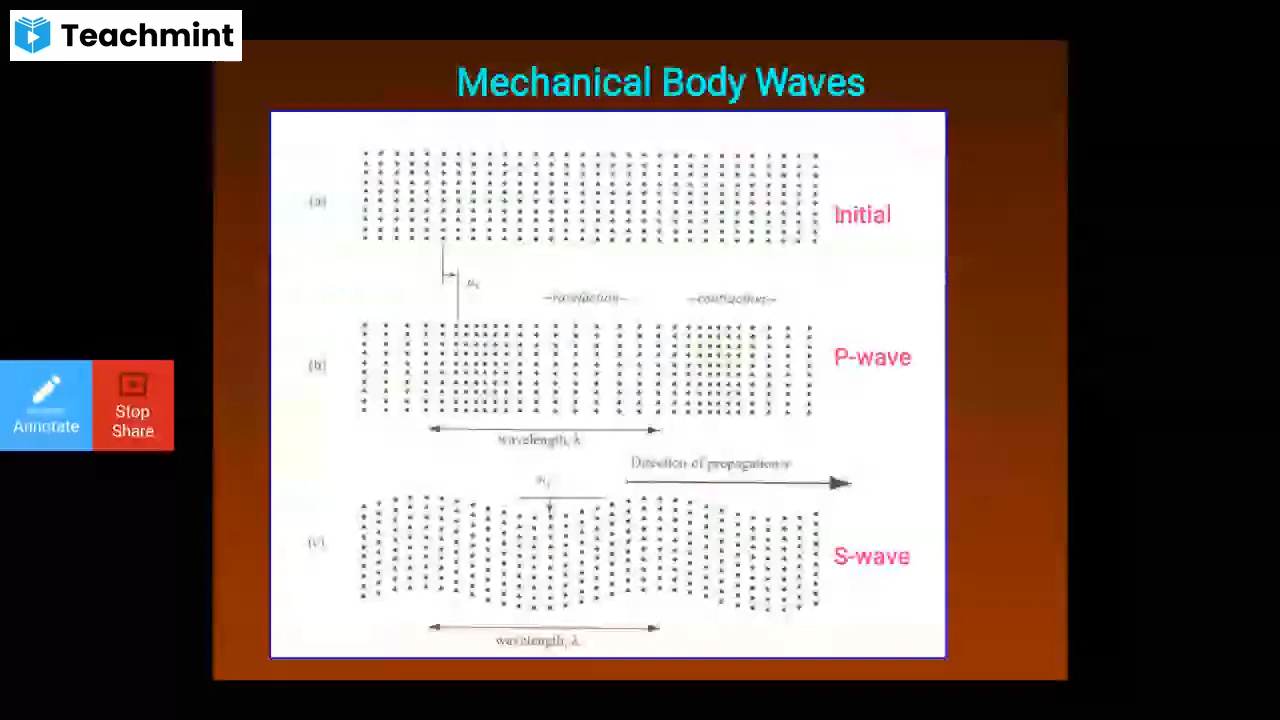 Teachmint
Mechanical Body Waves
(a)
Initial
rarefaction
contraction
(b)
P-wave
wavelength, λ
Direction of propagation
(c)
S-wave
wavelength, λ
Annotate
Stop
Share